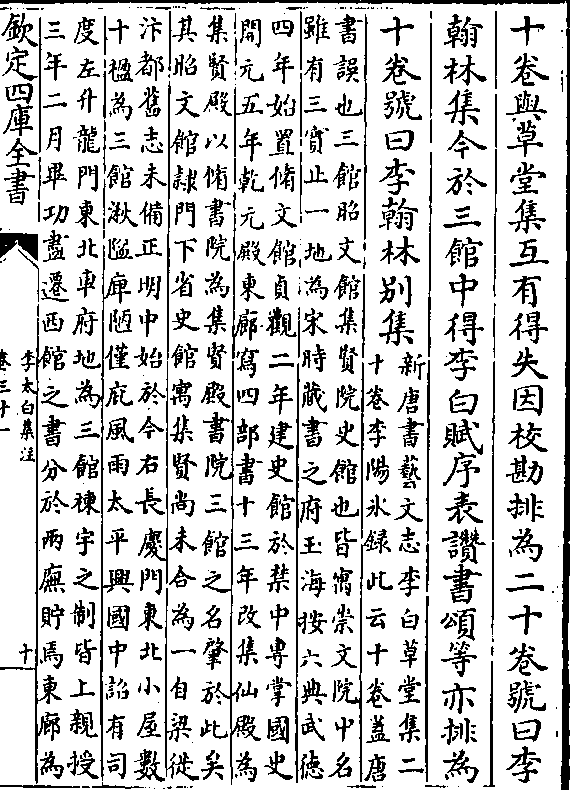 十卷與草堂集互有得失因校勘排為二十卷號曰李
翰林集今於三館中得李白賦序表讚書頌等亦排為
十卷號曰李翰林別集
新唐書藝文志李白草堂集二
十卷李陽氷録此云十卷葢唐
書誤也三館昭文館集賢院史館也皆寓崇文院中名
雖有三實止一地為宋時藏書之府玉海按六典武徳
四年始置脩文館貞觀二年建史館於禁中専掌國史
開元五年乾元殿東廊寫四部書十三年改集仙殿為
集賢殿以脩書院為集賢殿書院三館之名肇於此矣
其昭文館隷門下省史館寓集賢尚未合為一自梁徙
汴都舊志未備正明中始於今右長慶門東北小屋數
十楹為三館湫隘庳陋僅庇風雨太平興國中詔有司
度左升龍門東北車府地為三館棟宇之制皆上親授
三年二月畢功盡遷西館之書分於兩廡貯焉東廊為
欽定四庫全書
李太白集注
卷三十一
十